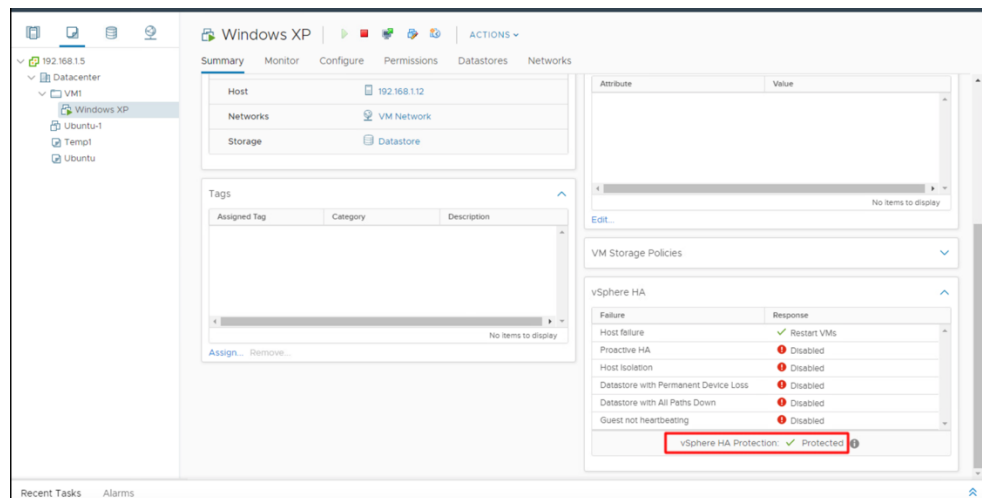 Windows XP
ACTIONS
Summary Monitor Configure Permissions Datastores Networks
192.168.1.5
Datacenter
VM1
Windows XP
Ubuntu-1
Temp1
Ubuntu
Host 192.168.1.12
Networks VM Network
Storage Datastore
Tags
Assigned Tag Category Description
No items to display
Assign... Remove...
Attribute Value
No items to display
Edit...
VM Storage Policies
vSphere HA
Failure Response
Host failure Restart VMs
Proactive HA Disabled
Host Isolation Disabled
Datastore with Permanent Device Loss Disabled
Datastore with All Paths Down Disabled
Guest not heartbeating Disabled
vSphere HA Protection: Protected
Recent Tasks Alarms